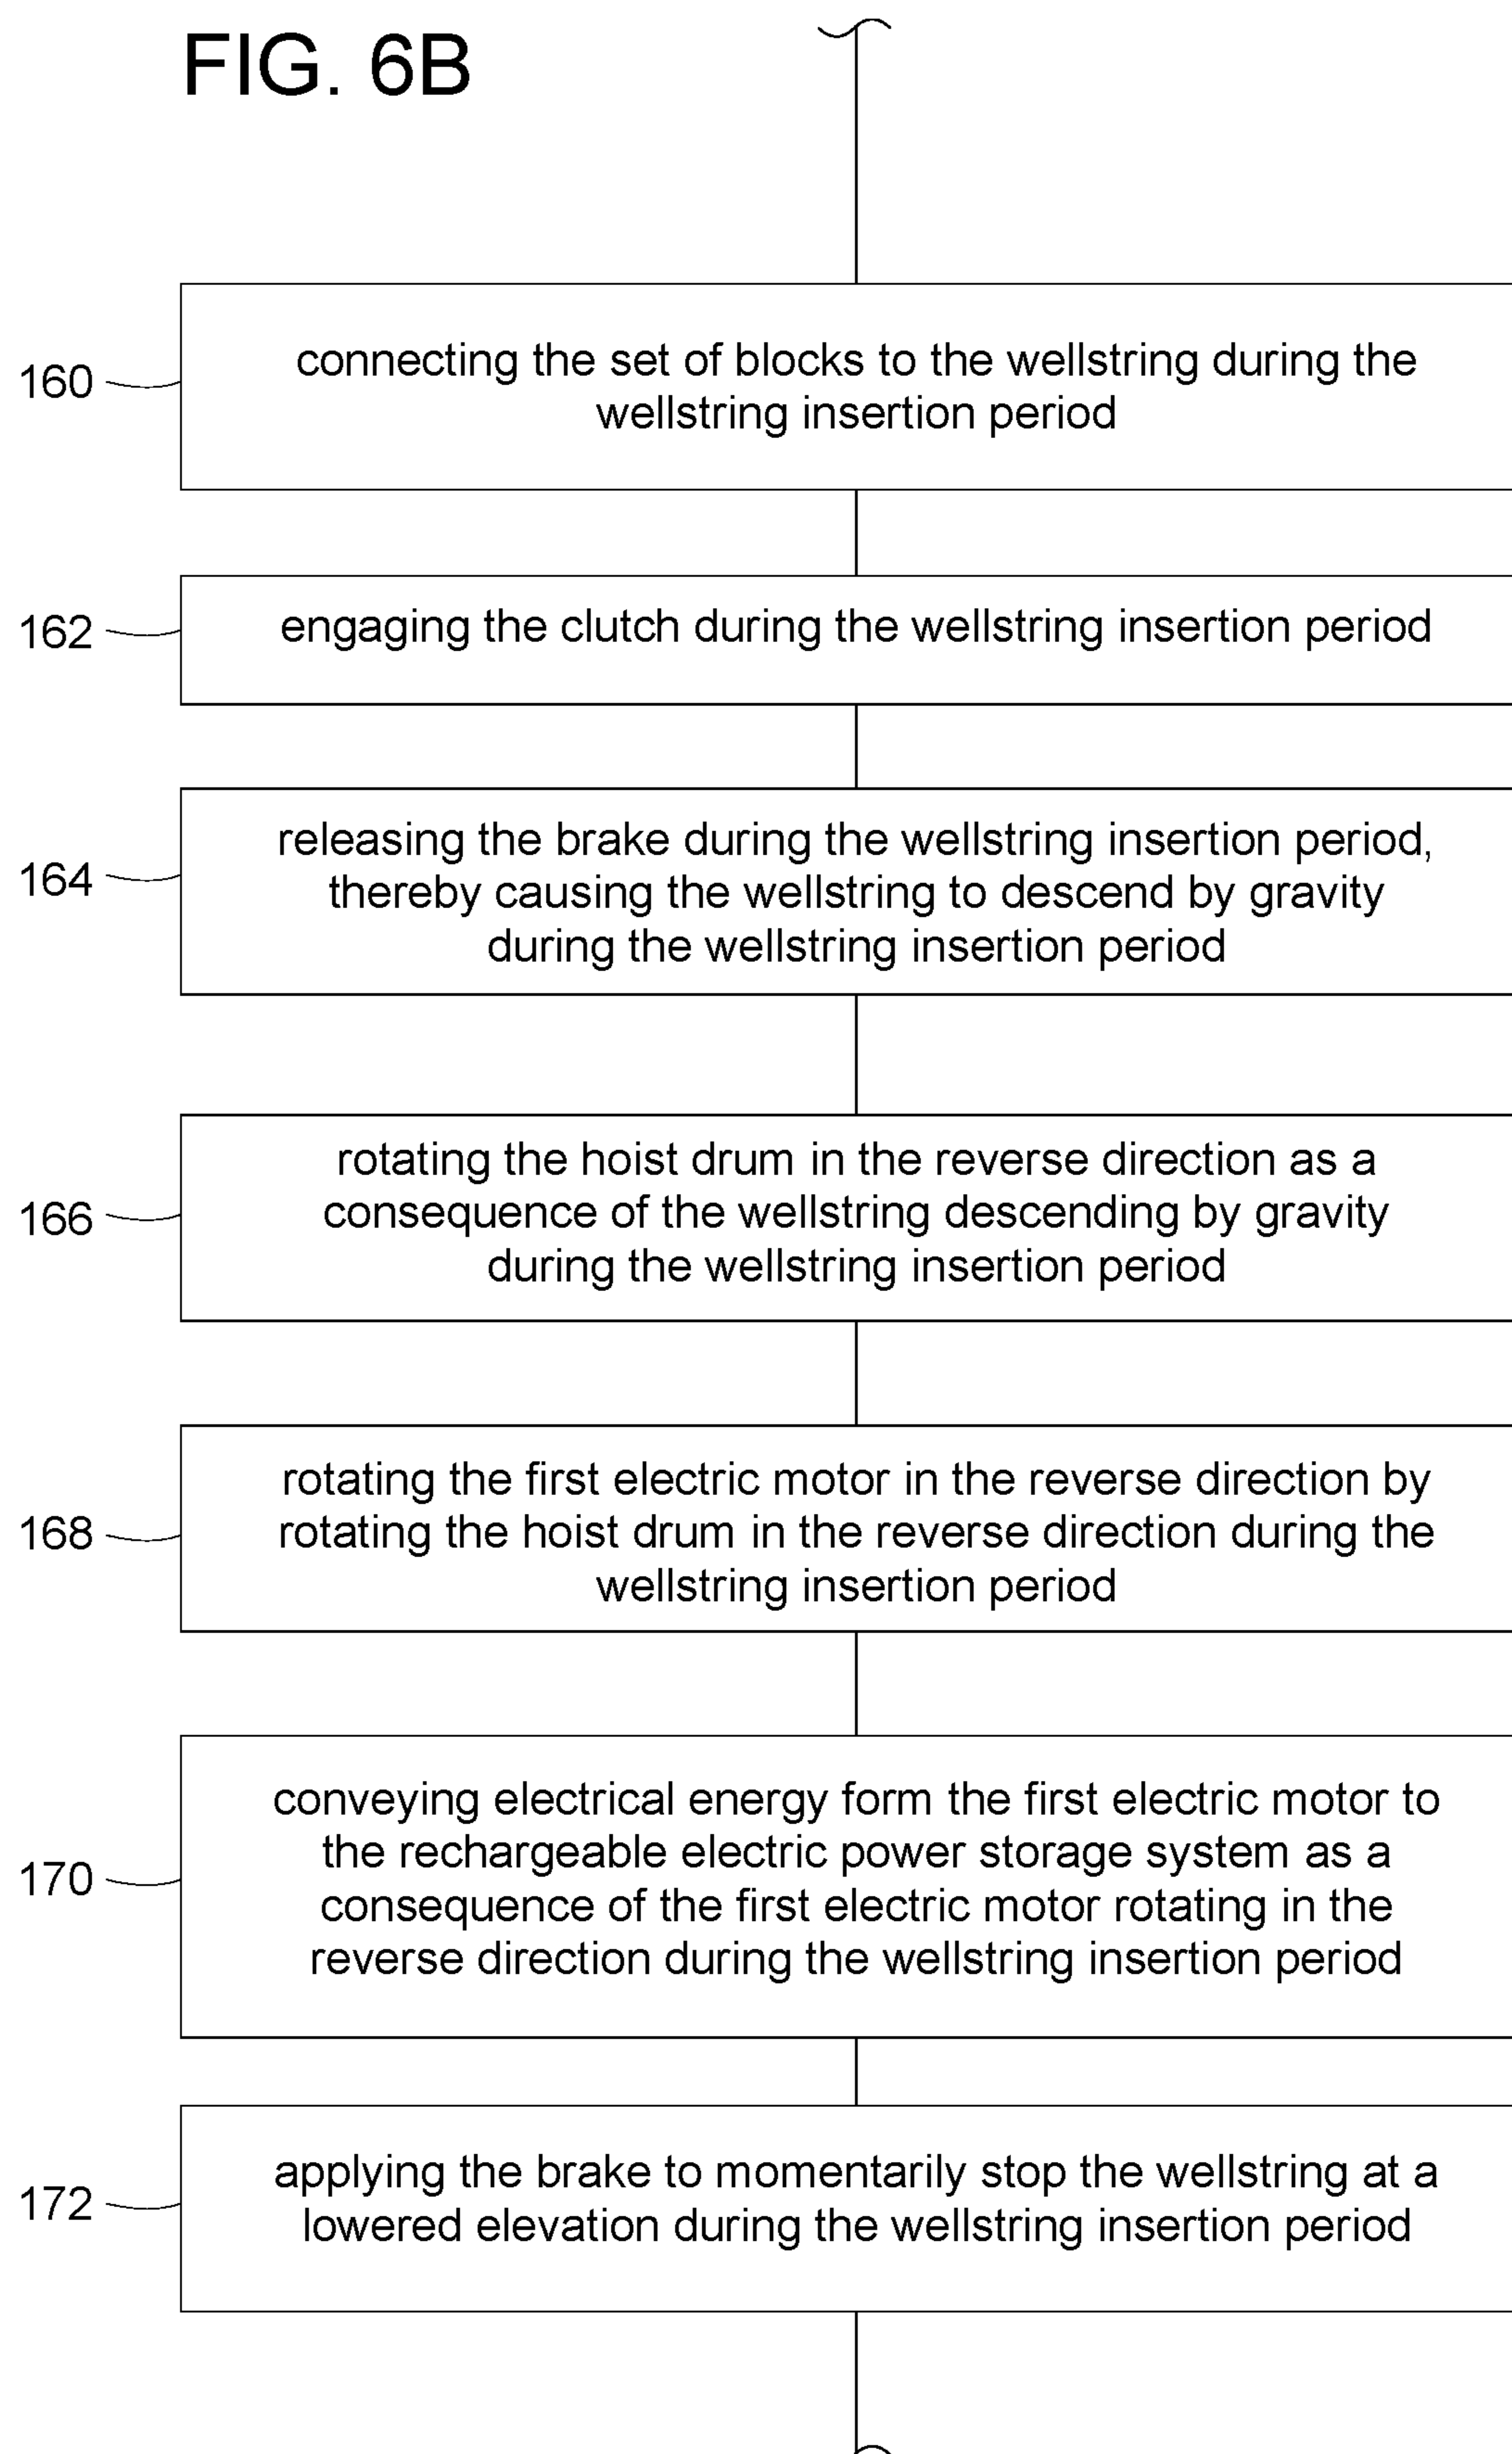 FIG. 6B
160
connecting the set of blocks to the wellstring during the
wellstring insertion period
162
engaging the clutch during the wellstring insertion period
164
releasing the brake during the wellstring insertion period,
thereby causing the wellstring to descend by gravity
during the wellstring insertion period
166
rotating the hoist drum in the reverse direction as a
consequence of the wellstring descending by gravity
during the wellstring insertion period
168
rotating the first electric motor in the reverse direction by
rotating the hoist drum in the reverse direction during the
wellstring insertion period
170
conveying electrical energy form the first electric motor to
the rechargeable electric power storage system as a
consequence of the first electric motor rotating in the
reverse direction during the wellstring insertion period
172
applying the brake to momentarily stop the wellstring at a
lowered elevation during the wellstring insertion period